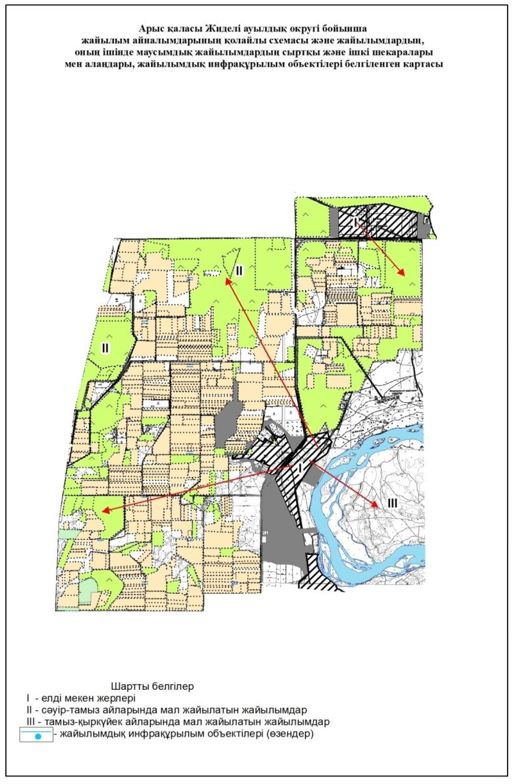 Арыс қаласы Жиделі ауылдық округі бойынша
жайылым айналымдарының қолайлы схемасы және жайылымдардың,
оның ішінде маусымдық жайылымдардың сыртқы және ішкі шекаралары
мен алаңдары, жайылымдық инфрақұрылым объектілері белгіленген картасы
I
II
II
I
III
Шартты белгілер
I - елді мекен жерлері
II - сәуір-тамыз айларында мал жайылатын жайылымдар
III - тамыз-қыркүйек айларында мал жайылатын жайылымдар
- жайылымдық инфрақұрылым объектілері (өзендер)